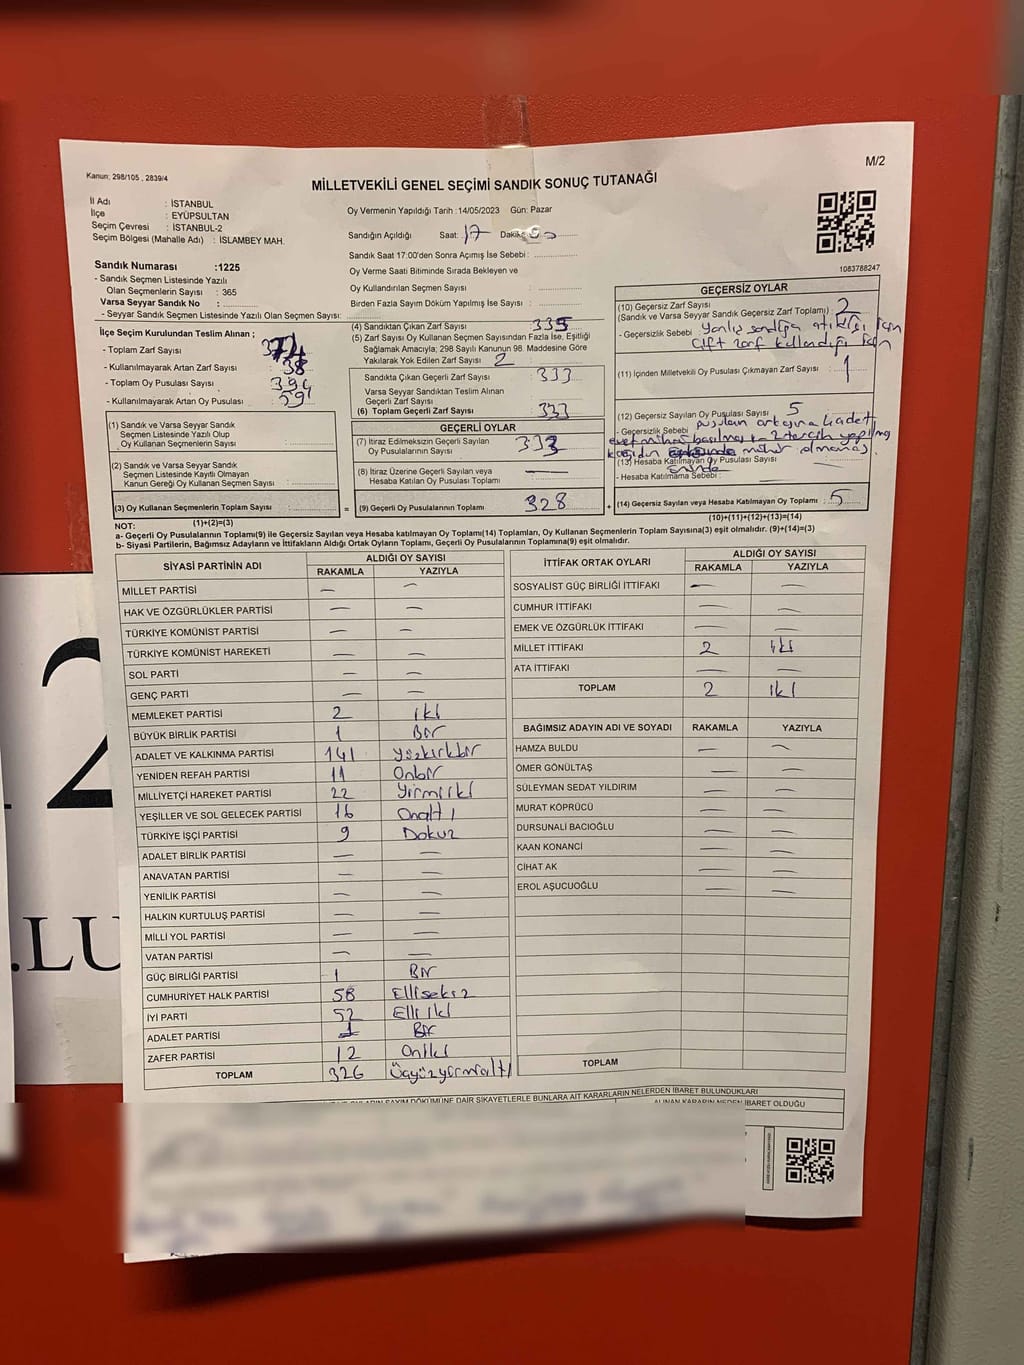 M/2
Kanun; 298/105 , 2839/4
MİLLETVEKİLİ GENEL SEÇİMİ SANDIK SONUÇ TUTANAĞI
İl Adı : İSTANBUL
İlçe : EYÜPSULTAN
Seçim Çevresi : İSTANBUL-2
Seçim Bölgesi (Mahalle Adı) : İSLAMBEY MAH.
Oy Vermenin Yapıldığı Tarih :14/05/2023 Gün: Pazar
Sandığın Açıldığı Saat: 17 Dakika:
Sandık Saat 17:00'den Sonra Açımış İse Sebebi :
Oy Verme Saati Bitiminde Sırada Bekleyen ve
Oy Kullandırılan Seçmen Sayısı :
Birden Fazla Sayım Döküm Yapılmış İse Sayısı :
1083788247
Sandık Numarası :1225
- Sandık Seçmen Listesinde Yazılı
Olan Seçmenlerin Sayısı : 365
Varsa Seyyar Sandık No :
- Seyyar Sandık Seçmen Listesinde Yazılı Olan Seçmen Sayısı:
İlçe Seçim Kurulundan Teslim Alınan ;
- Toplam Zarf Sayısı :
- Kullanılmayarak Artan Zarf Sayısı : 38
- Toplam Oy Pusulası Sayısı : 394
- Kullanılmayarak Artan Oy Pusulası : 59
(4) Sandıktan Çıkan Zarf Sayısı : 335
(5) Zarf Sayısı Oy Kullanan Seçmen Sayısından Fazla İse, Eşitliği
Sağlamak Amacıyla, 298 Sayılı Kanunun 98. Maddesine Göre
Yakılarak Yok Edilen Zarf Sayısı : 2
Sandıkta Çıkan Geçerli Zarf Sayısı : 333
Varsa Seyyar Sandıktan Teslim Alınan
Geçerli Zarf Sayısı :
(6) Toplam Geçerli Zarf Sayısı : 333
GEÇERSİZ OYLAR
(10) Geçersiz Zarf Sayısı
(Sandık ve Varsa Seyyar Sandık Geçersiz Zarf Toplamı) : 2
- Geçersizlik Sebebi : Yanlış sandığa atıldığı için
Çift zarf kullandığı için
(11) İçinden Milletvekili Oy Pusulası Çıkmayan Zarf Sayısı : 1
(12) Geçersiz Sayılan Oy Pusulası Sayısı : 5
- Geçersizlik Sebebi : pusulanın arkasına 1 adet
evet mührü basılmış 2 tercih yapılmış
kağıdın mühür olmaması.
(13) Hesaba Katılmayan Oy Pusulası Sayısı :
- Hesaba Katılmama Sebebi :
(14) Geçersiz Sayılan veya Hesaba Katılmayan Oy Toplamı : 5
(10)+(11)+(12)+(13)=(14)
(1) Sandık ve Varsa Seyyar Sandık
Seçmen Listesinde Yazılı Olup
Oy Kullanan Seçmenlerin Sayısı :
(2) Sandık ve Varsa Seyyar Sandık
Seçmen Listesinde Kayıtlı Olmayan
Kanun Gereği Oy Kullanan Seçmen Sayısı :
(3) Oy Kullanan Seçmenlerin Toplam Sayısı :
(1)+(2)=(3)
GEÇERLİ OYLAR
(7) İtiraz Edilmeksizin Geçerli Sayılan
Oy Pusulalarının Sayısı : 333
(8) İtiraz Üzerine Geçerli Sayılan veya
Hesaba Katılan Oy Pusulası Toplamı : —
= (9) Geçerli Oy Pusulalarının Toplamı : 328 +
NOT:
a- Geçerli Oy Pusulalarının Toplamı(9) ile Geçersiz Sayılan veya Hesaba katılmayan Oy Toplamı(14) Toplamları, Oy Kullanan Seçmenlerin Toplam Sayısına(3) eşit olmalıdır. (9)+(14)=(3)
b- Siyasi Partilerin, Bağımsız Adayların ve İttifakların Aldığı Ortak Oyların Toplamı, Geçerli Oy Pusulalarının Toplamına(9) eşit olmalıdır.
SİYASİ PARTİNİN ADI ALDIĞI OY SAYISI
RAKAMLA YAZIYLA
MİLLET PARTİSİ — —
HAK VE ÖZGÜRLÜKLER PARTİSİ — —
TÜRKİYE KOMÜNİST PARTİSİ — —
TÜRKİYE KOMÜNİST HAREKETİ — —
SOL PARTİ — —
GENÇ PARTİ — —
MEMLEKET PARTİSİ 2 iki
BÜYÜK BİRLİK PARTİSİ 1 Bir
ADALET VE KALKINMA PARTİSİ 141 Yüzkırkbir
YENİDEN REFAH PARTİSİ 11 Onbir
MİLLİYETÇİ HAREKET PARTİSİ 22 Yirmiiki
YEŞİLLER VE SOL GELECEK PARTİSİ 16 Onaltı
TÜRKİYE İŞÇİ PARTİSİ 9 Dokuz
ADALET BİRLİK PARTİSİ — —
ANAVATAN PARTİSİ — —
YENİLİK PARTİSİ — —
HALKIN KURTULUŞ PARTİSİ — —
MİLLİ YOL PARTİSİ — —
VATAN PARTİSİ — —
GÜÇ BİRLİĞİ PARTİSİ 1 Bir
CUMHURİYET HALK PARTİSİ 58 Ellisekiz
İYİ PARTİ 52 Elliiki
ADALET PARTİSİ 1 Bir
ZAFER PARTİSİ 12 Oniki
TOPLAM 326 Üçyüzyirmialtı
İTTİFAK ORTAK OYLARI ALDIĞI OY SAYISI
RAKAMLA YAZIYLA
SOSYALİST GÜÇ BİRLİĞİ İTTİFAKI — —
CUMHUR İTTİFAKI — —
EMEK VE ÖZGÜRLÜK İTTİFAKI — —
MİLLET İTTİFAKI 2 iki
ATA İTTİFAKI — —
TOPLAM 2 iki
BAĞIMSIZ ADAYIN ADI VE SOYADI RAKAMLA YAZIYLA
HAMZA BULDU — —
ÖMER GÖNÜLTAŞ — —
SÜLEYMAN SEDAT YILDIRIM — —
MURAT KÖPRÜCÜ — —
DURSUNALİ BACIOĞLU — —
KAAN KONANCİ — —
CİHAT AK — —
EROL AŞUCUOĞLU — —
TOPLAM
SAYIM DÖKÜMÜNE DAİR ŞİKAYETLERLE BUNLARA AİT KARARLARIN NELERDEN İBARET BULUNDUKLARI
ALINAN KARARIN NEDEN İBARET OLDUĞU
2
.LU